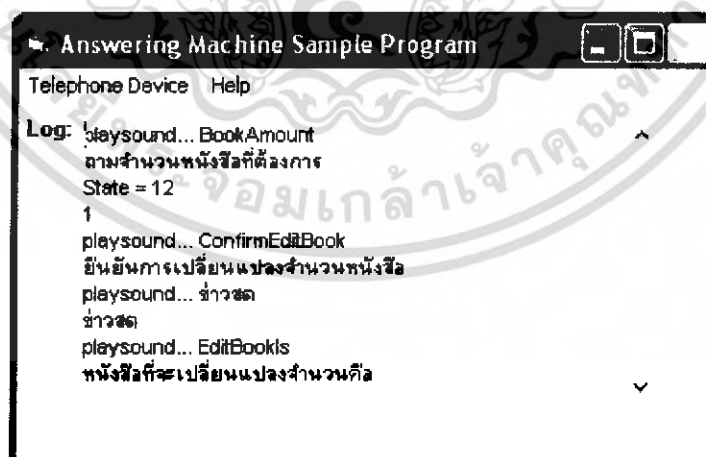 Answering Machine Sample Program
Telephone Device Help
Log: playsound... BookAmount
ถามจำนวนหนังสือที่ต้องการ
State = 12
1
playsound... ConfirmEditBook
ยืนยันการเปลี่ยนแปลงจำนวนหนังสือ
playsound... ข่าวสด
ข่าวสด
playsound... EditBookIs
หนังสือที่จะเปลี่ยนแปลงจำนวนคือ